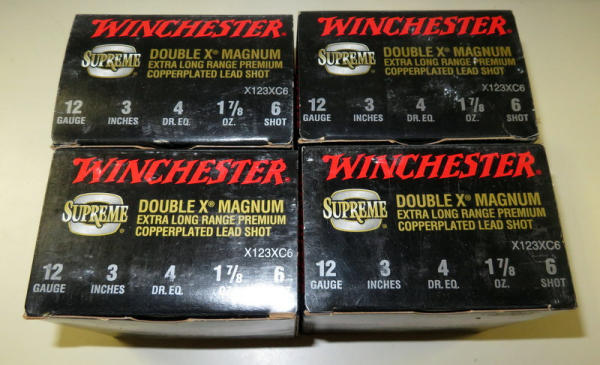 WINCHESTER®
SUPREME®
DOUBLE X® MAGNUM
EXTRA LONG RANGE PREMIUM
COPPERPLATED LEAD SHOT
X123XC6
12 3 4 1 7/8 6
GAUGE INCHES DR. EQ. OZ. SHOT
WINCHESTER®
SUPREME®
DOUBLE X® MAGNUM
EXTRA LONG RANGE PREMIUM
COPPERPLATED LEAD SHOT
X123XC6
12 3 4 1 7/8 6
GAUGE INCHES DR. EQ. OZ. SHOT
WINCHESTER®
SUPREME®
DOUBLE X® MAGNUM
EXTRA LONG RANGE PREMIUM
COPPERPLATED LEAD SHOT
X123XC6
12 3 4 1 7/8 6
GAUGE INCHES DR. EQ. OZ. SHOT
WINCHESTER®
SUPREME®
DOUBLE X® MAGNUM
EXTRA LONG RANGE PREMIUM
COPPERPLATED LEAD SHOT
X123XC6
12 3 4 1 7/8 6
GAUGE INCHES DR. EQ. OZ. SHOT